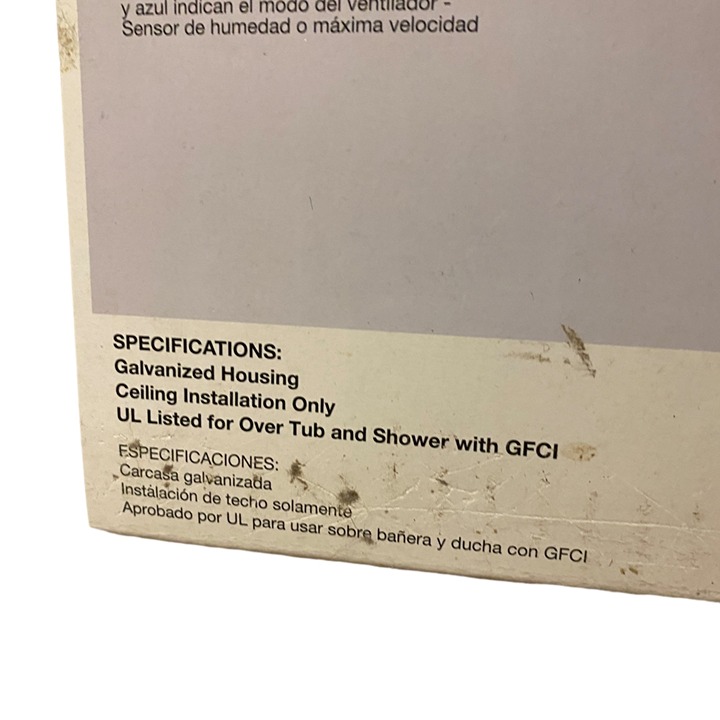 y azul indican el modo del ventilador -
Sensor de humedad o máxima velocidad
SPECIFICATIONS:
Galvanized Housing
Ceiling Installation Only
UL Listed for Over Tub and Shower with GFCI
ESPECIFICACIONES:
Carcasa galvanizada
Instalación de techo solamente
Aprobado por UL para usar sobre bañera y ducha con GFCI